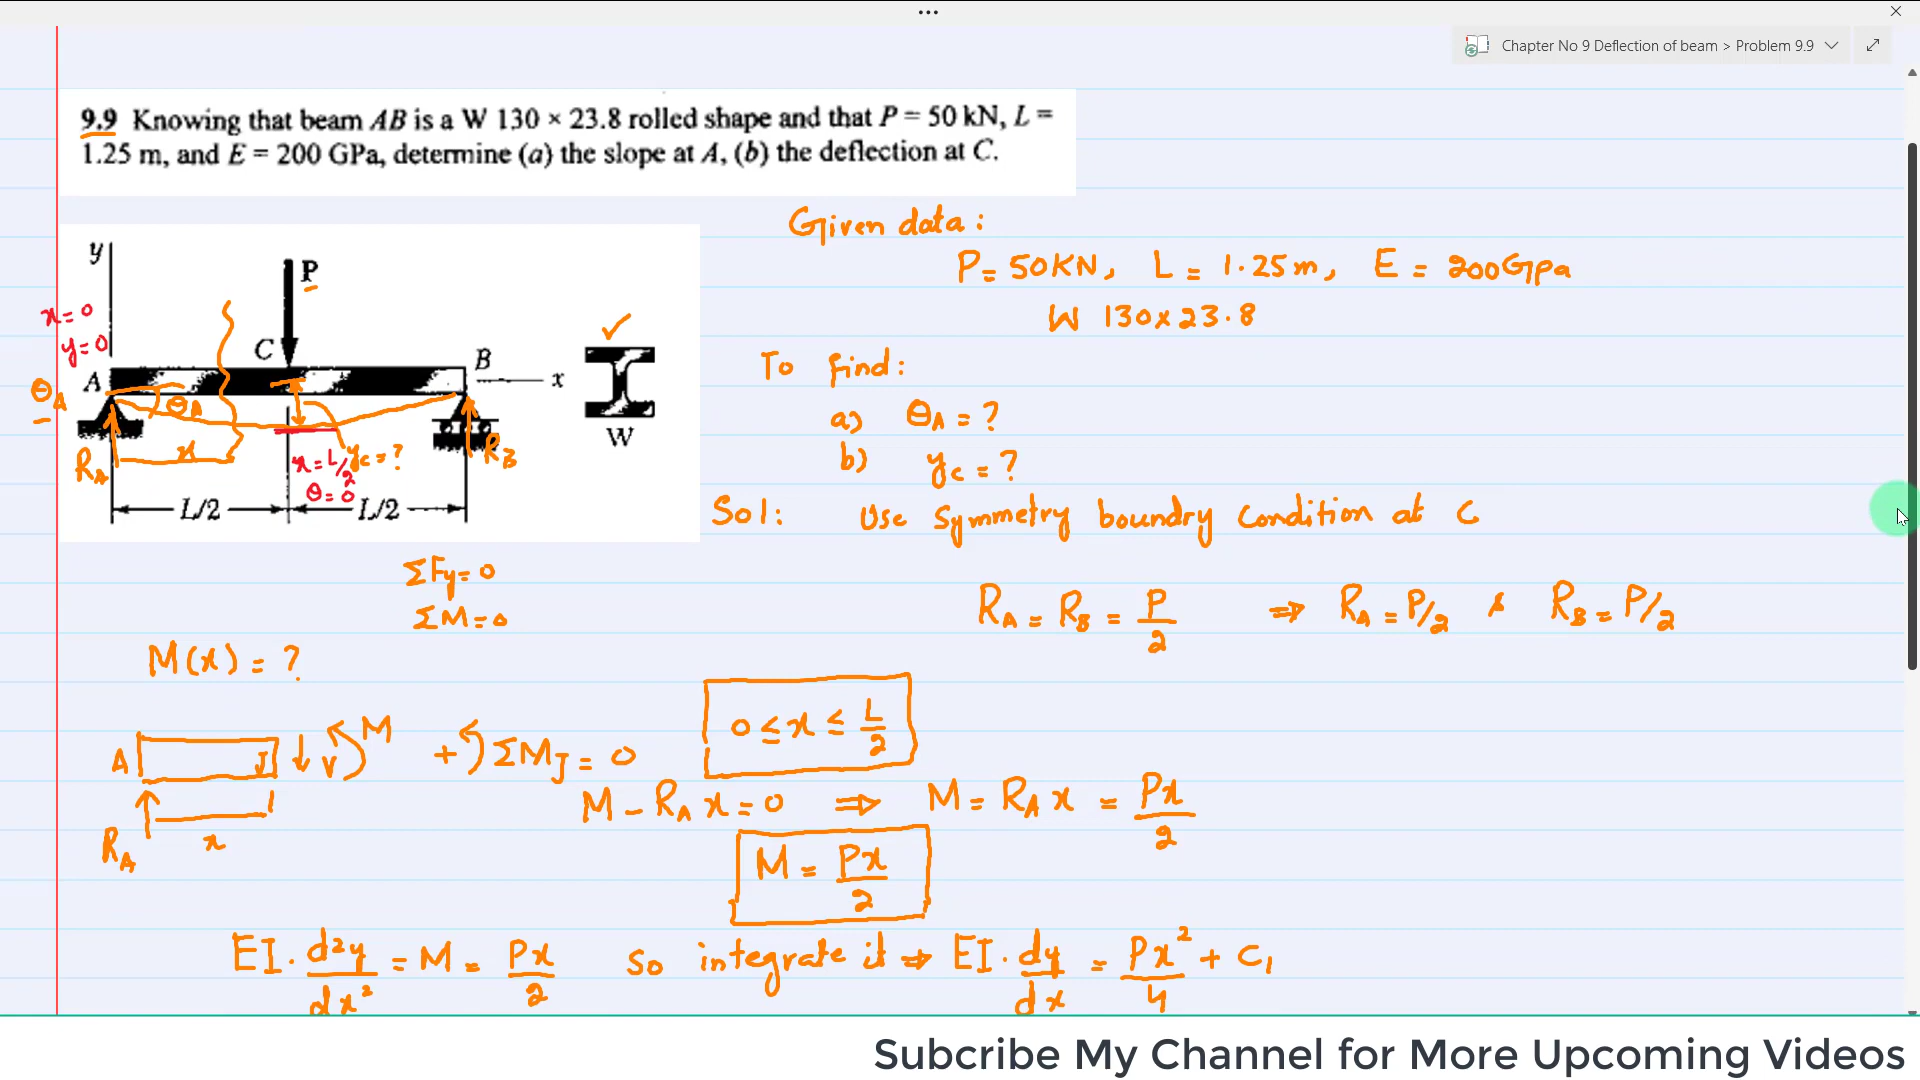 Chapter No 9 Deflection of beam > Problem 9.9
9.9 Knowing that beam AB is a W 130 × 23.8 rolled shape and that P = 50 kN, L =
1.25 m, and E = 200 GPa, determine (a) the slope at A, (b) the deflection at C.
Given data:
P = 50KN, L = 1.25m, E = 200Gpa
W 130x23.8
To find:
a) θA = ?
b) yc = ?
y
P
x=0
y=0
C
B
A
x
θA
θA
W
RA
x
x=L/2
yc=?
RB
θ=0
L/2
L/2
Sol: Use Symmetry boundry Condition at C
ΣFy=0
ΣM=0
RA = RB = P/2 ⇒ RA = P/2 & RB = P/2
M(x) = ?
0 ≤ x ≤ L/2
A J V M
RA x
+ ΣMJ = 0
M - RA x = 0 ⇒ M = RA x = Px/2
M = Px/2
EI. d2y/dx² = M = Px/2 So integrate it ⇒ EI. dy/dx = Px²/4 + C1
Subcribe My Channel for More Upcoming Videos